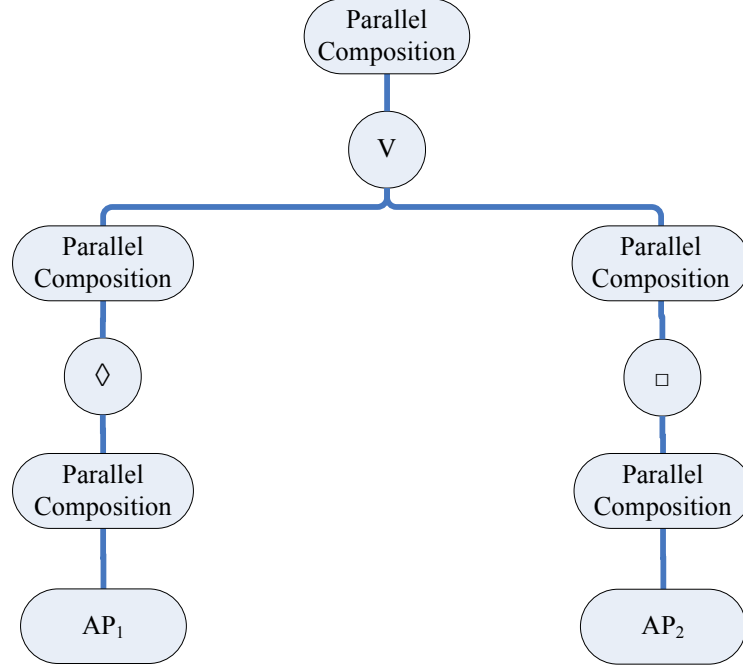 Parallel
Composition
V
Parallel
Composition
Parallel
Composition
◊
□
Parallel
Composition
Parallel
Composition
AP₁
AP₂